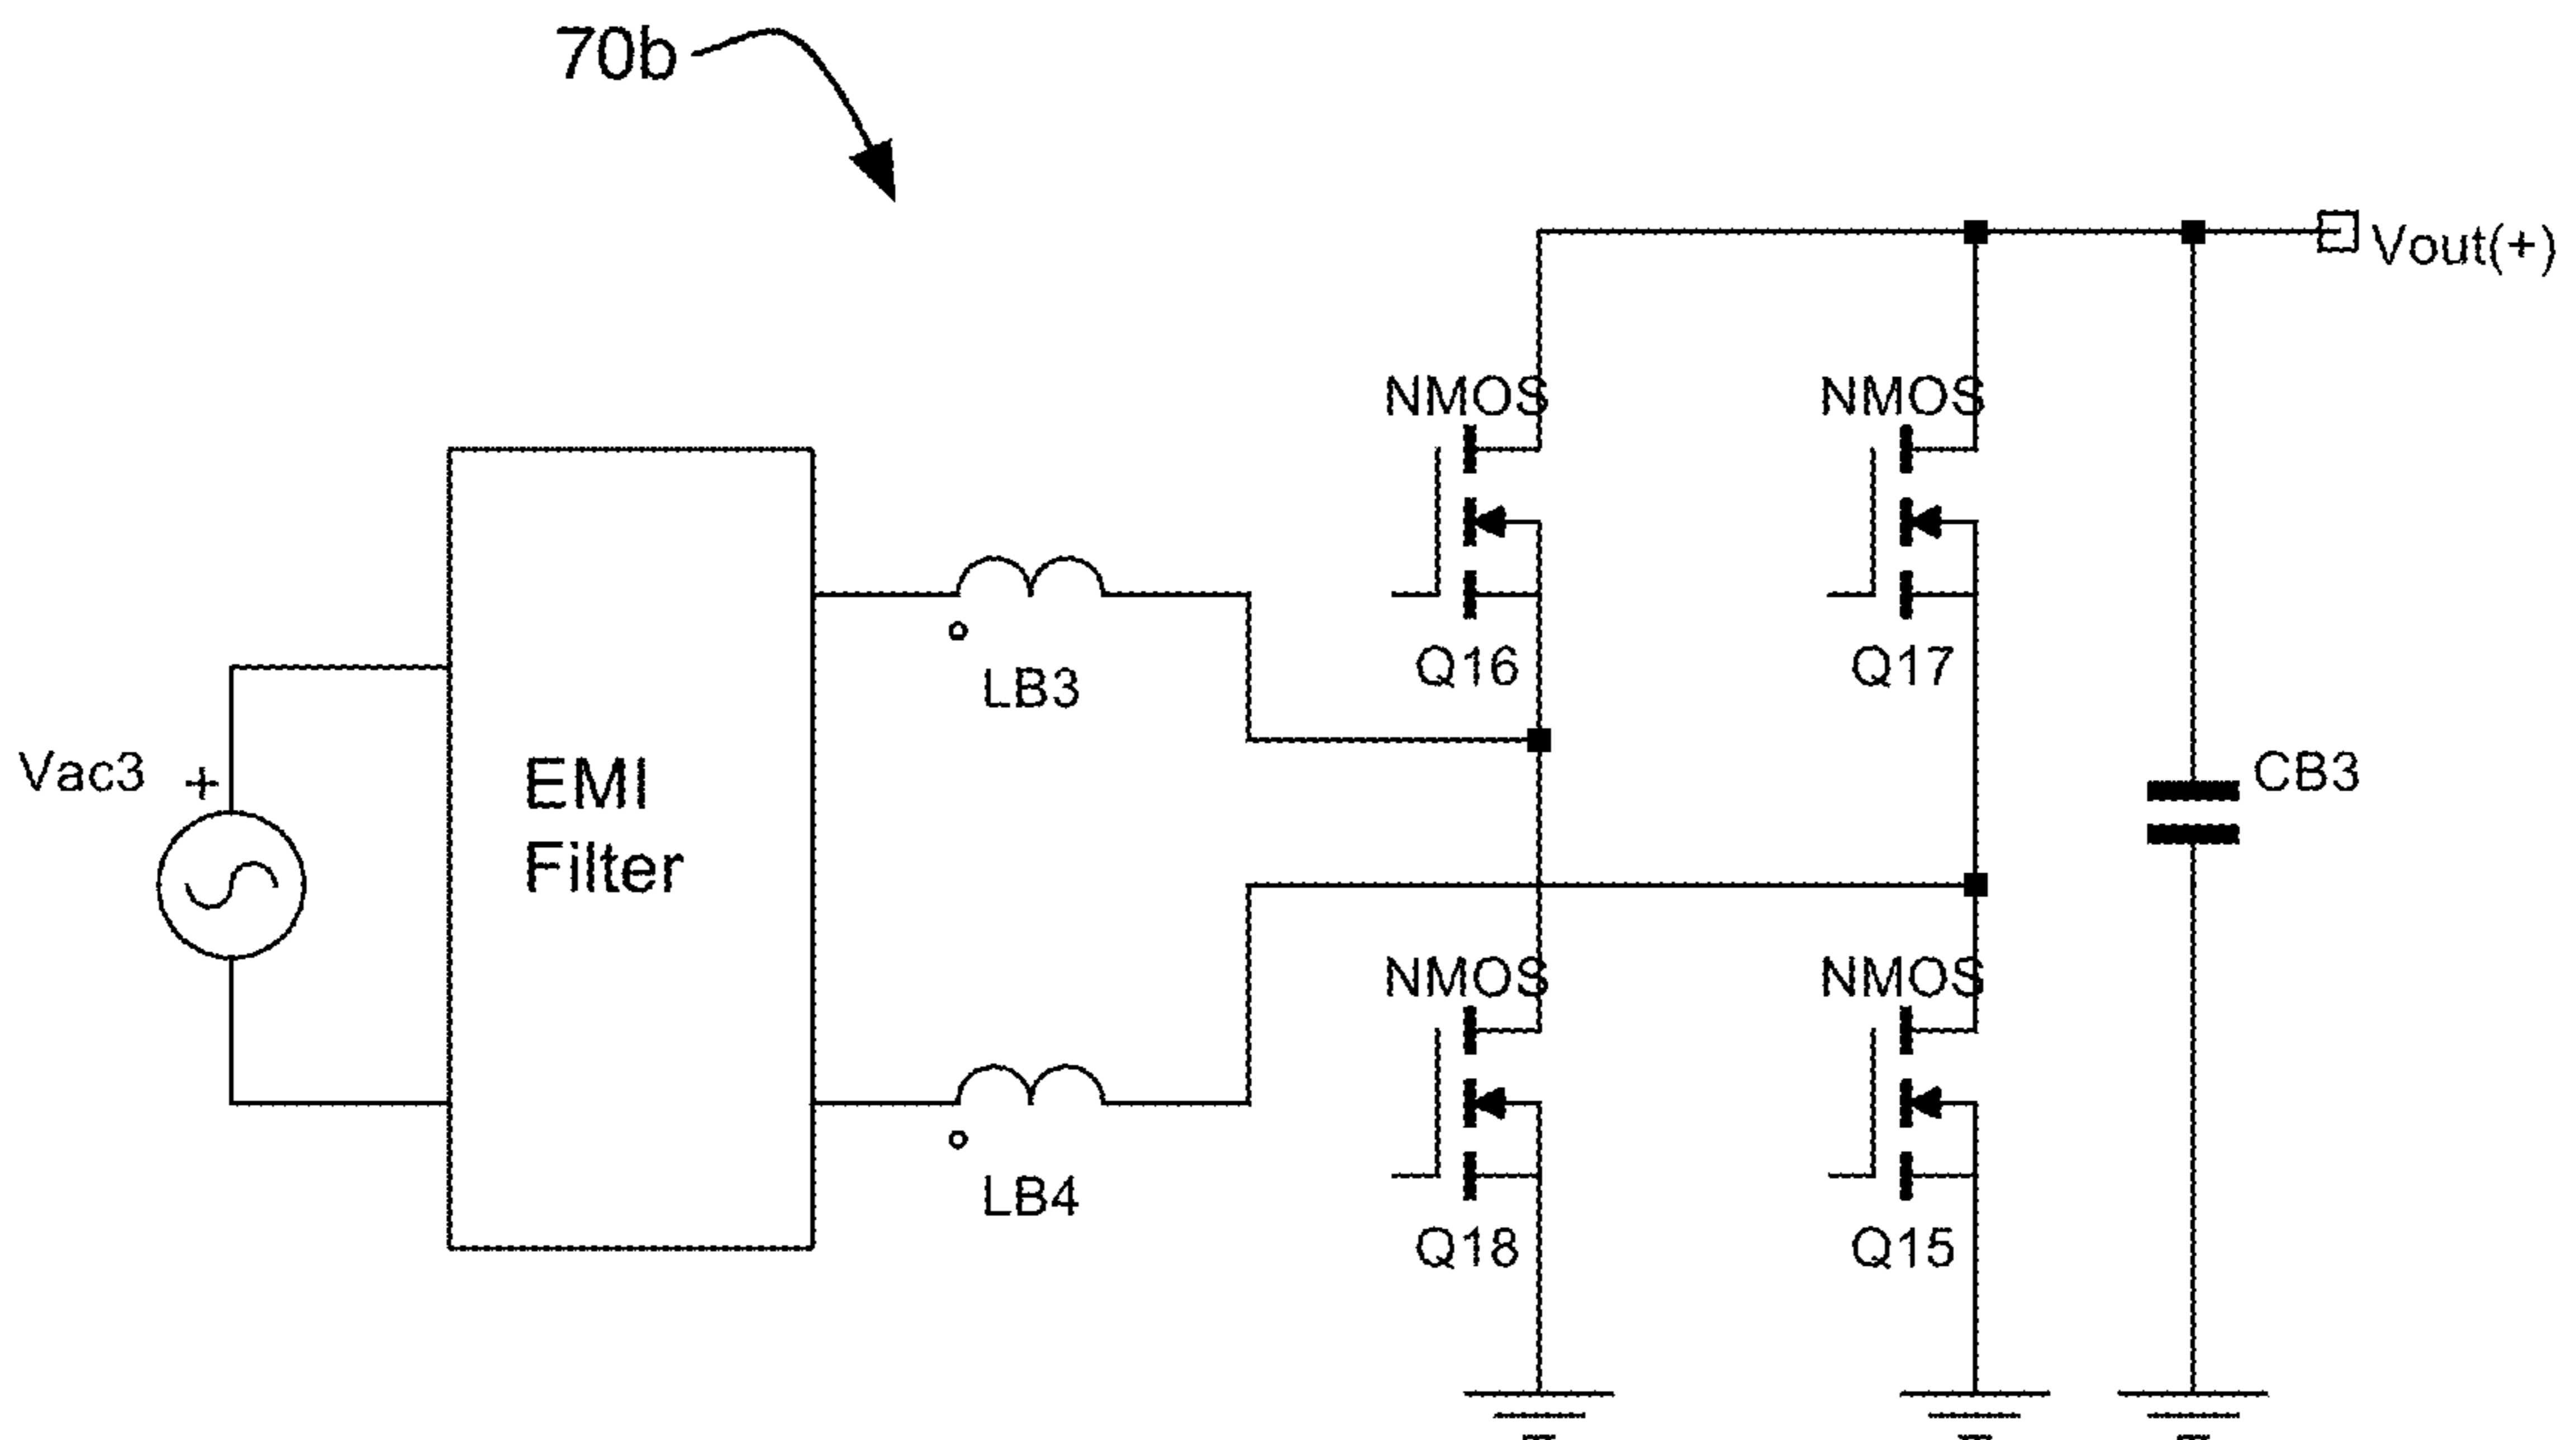 70b
Vout(+)
NMOS
NMOS
Q16
Q17
LB3
Vac3
+
EMI
Filter
CB3
NMOS
NMOS
LB4
Q18
Q15